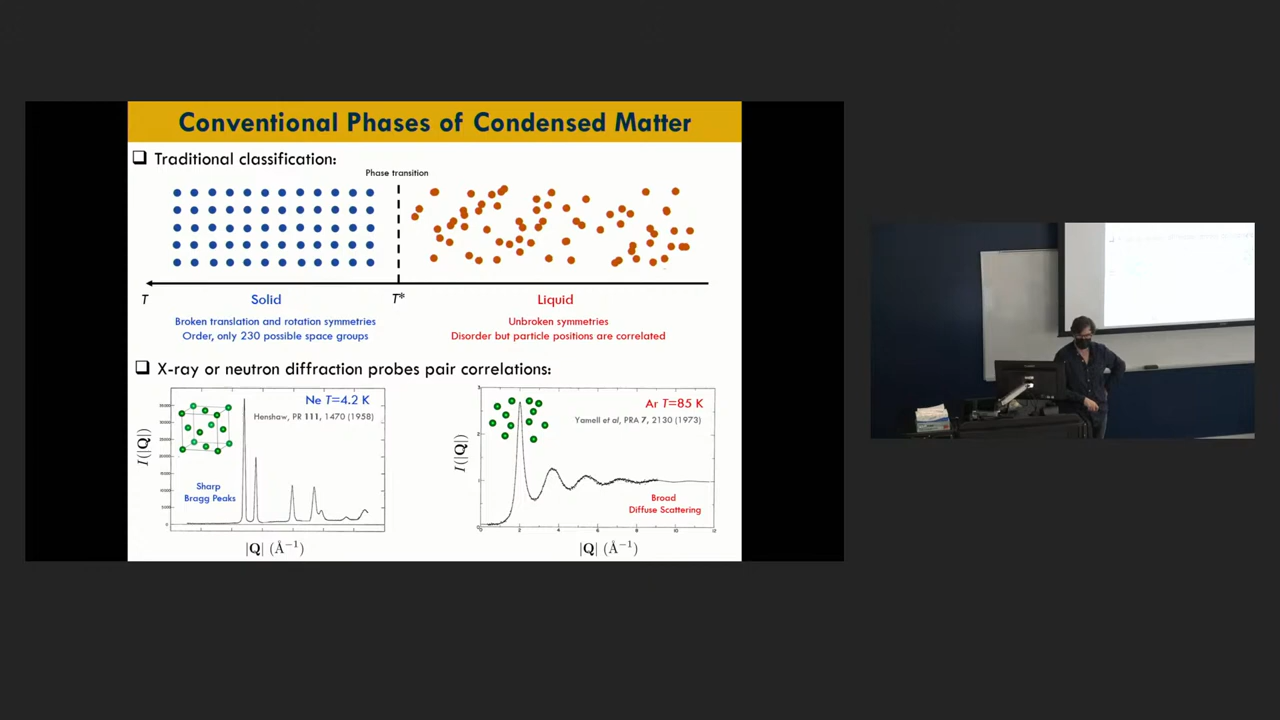 Conventional Phases of Condensed Matter
Traditional classification:
Phase transition
T
Solid
T*
Liquid
Broken translation and rotation symmetries
Order, only 230 possible space groups
Unbroken symmetries
Disorder but particle positions are correlated
X-ray or neutron diffraction probes pair correlations:
Ne T=4.2 K
Henshaw, PR 111, 1470 (1958)
I(|Q|)
Sharp
Bragg Peaks
|Q| (Å⁻¹)
Ar T=85 K
Yarnell et al, PRA 7, 2130 (1973)
I(|Q|)
Broad
Diffuse Scattering
|Q| (Å⁻¹)